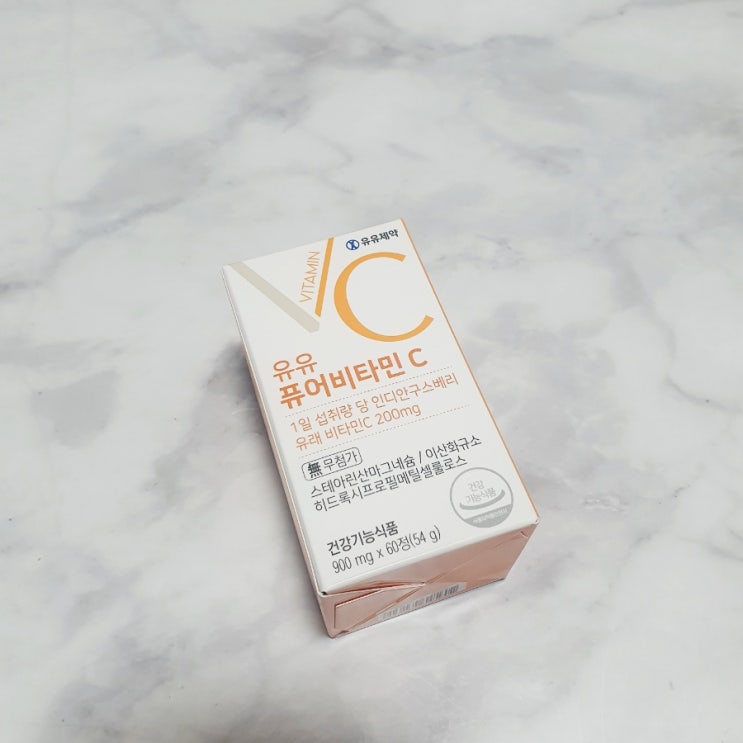 유유제약
VITAMIN
VC
유유
퓨어비타민 C
1일 섭취량 당 인디안구스베리
유래 비타민C 200mg
無 무첨가
스테아린산마그네슘 / 이산화규소
히드록시프로필메틸셀룰로스
건강
기능식품
건강기능식품
900 mg x 60정(54 g)